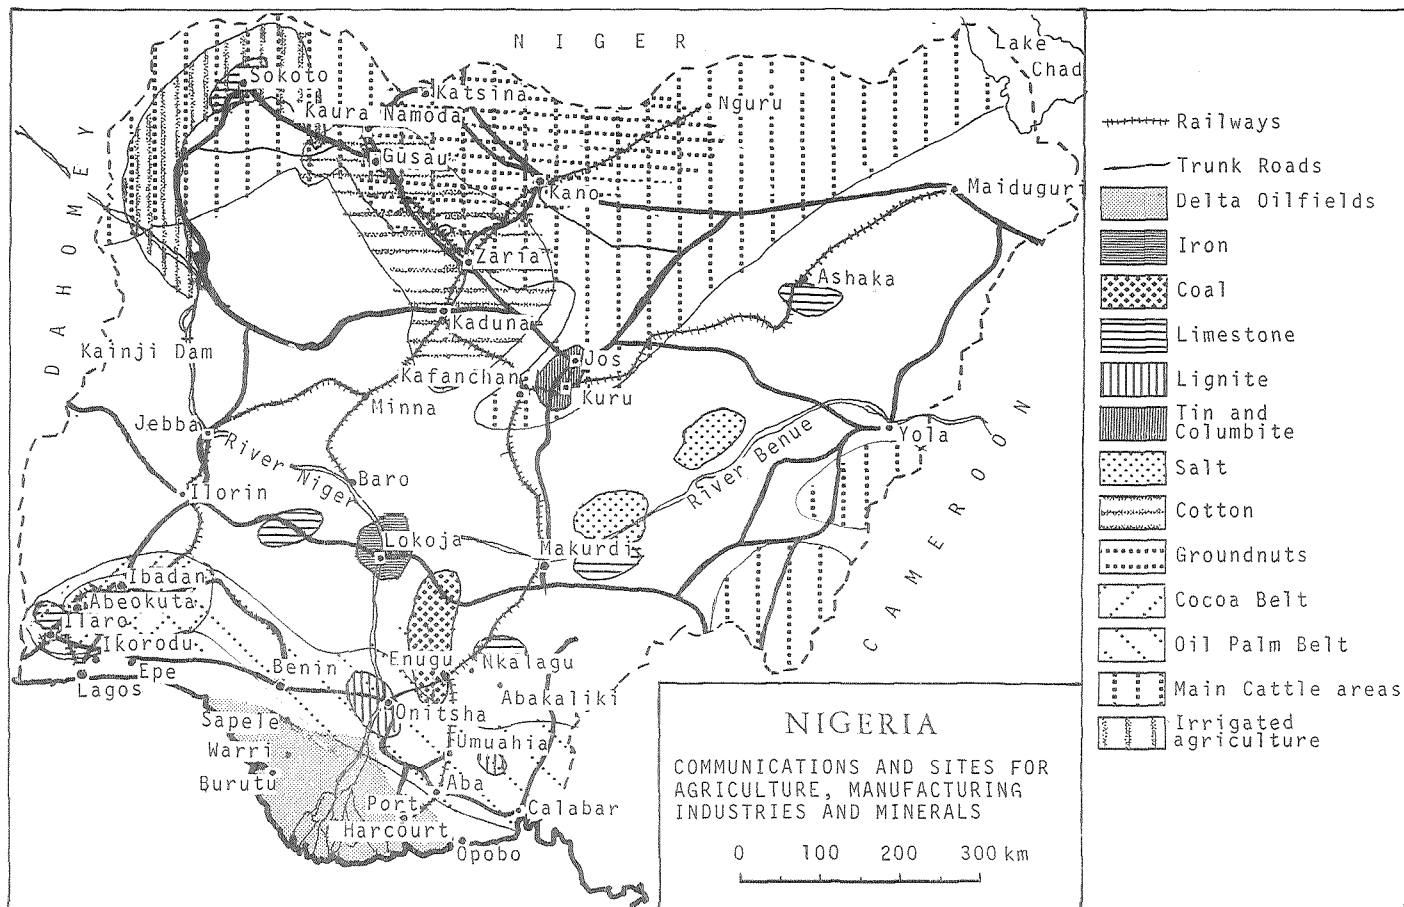 NIGER
Lake
Chad
Sokoto
Katsina
Kaura Namoda
Nguru
DAHOMEY
Gusau
Kano
Maiduguri
Zaria
Ashaka
Kaduna
Kainji Dam
Jos
Kafanchan
Kuru
Minna
Jebba
River Niger
River Benue
Yola
Baro
Ilorin
Lokoja
Makurdi
CAMEROON
Ibadan
Abeokuta
Ilaro
Ikorodu
Epe
Lagos
Benin
Enugu
Nkalagu
Abakaliki
Onitsha
Sapele
Umuahia
Warri
Burutu
Aba
Port
Harcourt
Calabar
Opobo
NIGERIA
COMMUNICATIONS AND SITES FOR
AGRICULTURE, MANUFACTURING
INDUSTRIES AND MINERALS
0 100 200 300 km
Railways
Trunk Roads
Delta Oilfields
Iron
Coal
Limestone
Lignite
Tin and
Columbite
Salt
Cotton
Groundnuts
Cocoa Belt
Oil Palm Belt
Main Cattle areas
Irrigated
agriculture